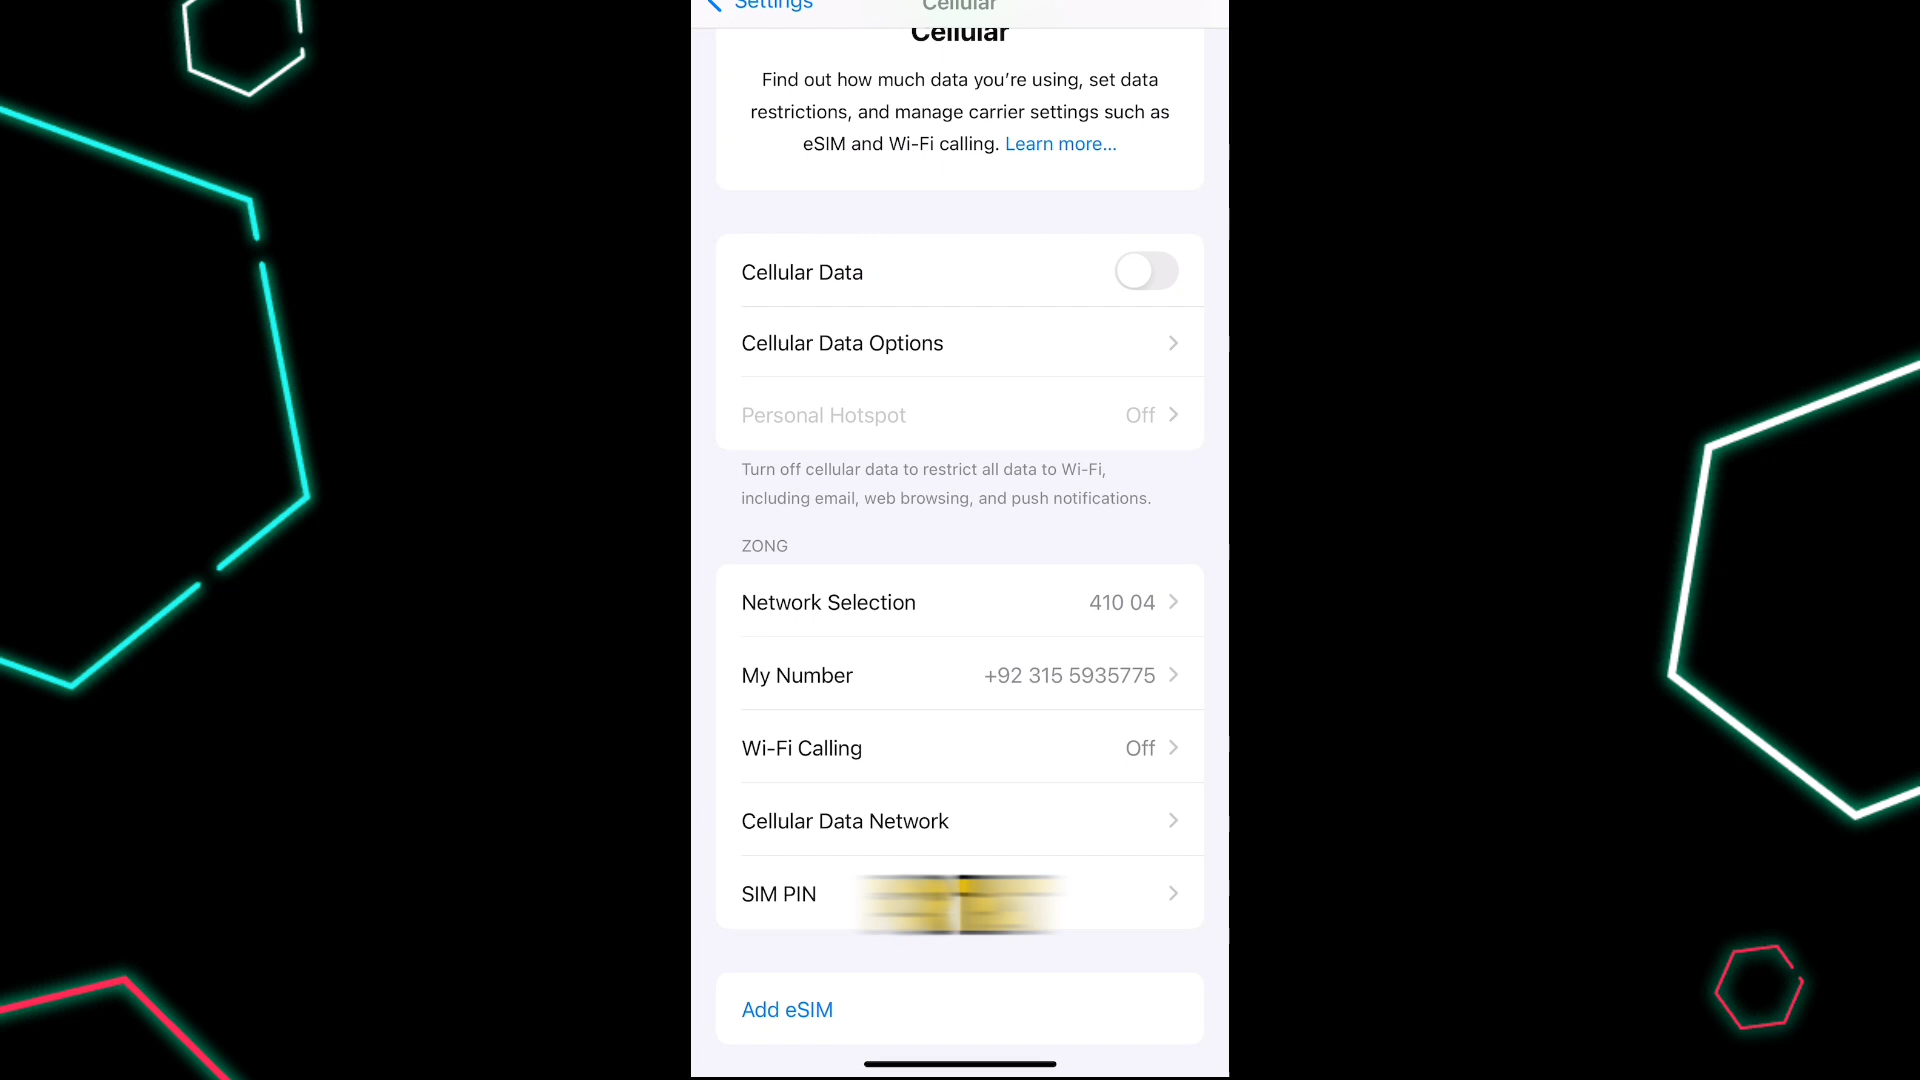 Settings
Cellular
Cellular
Find out how much data you're using, set data
restrictions, and manage carrier settings such as
eSIM and Wi-Fi calling. Learn more...
Cellular Data
Cellular Data Options
Personal Hotspot Off
Turn off cellular data to restrict all data to Wi-Fi,
including email, web browsing, and push notifications.
ZONG
Network Selection 410 04
My Number +92 315 5935775
Wi-Fi Calling Off
Cellular Data Network
SIM PIN
Add eSIM